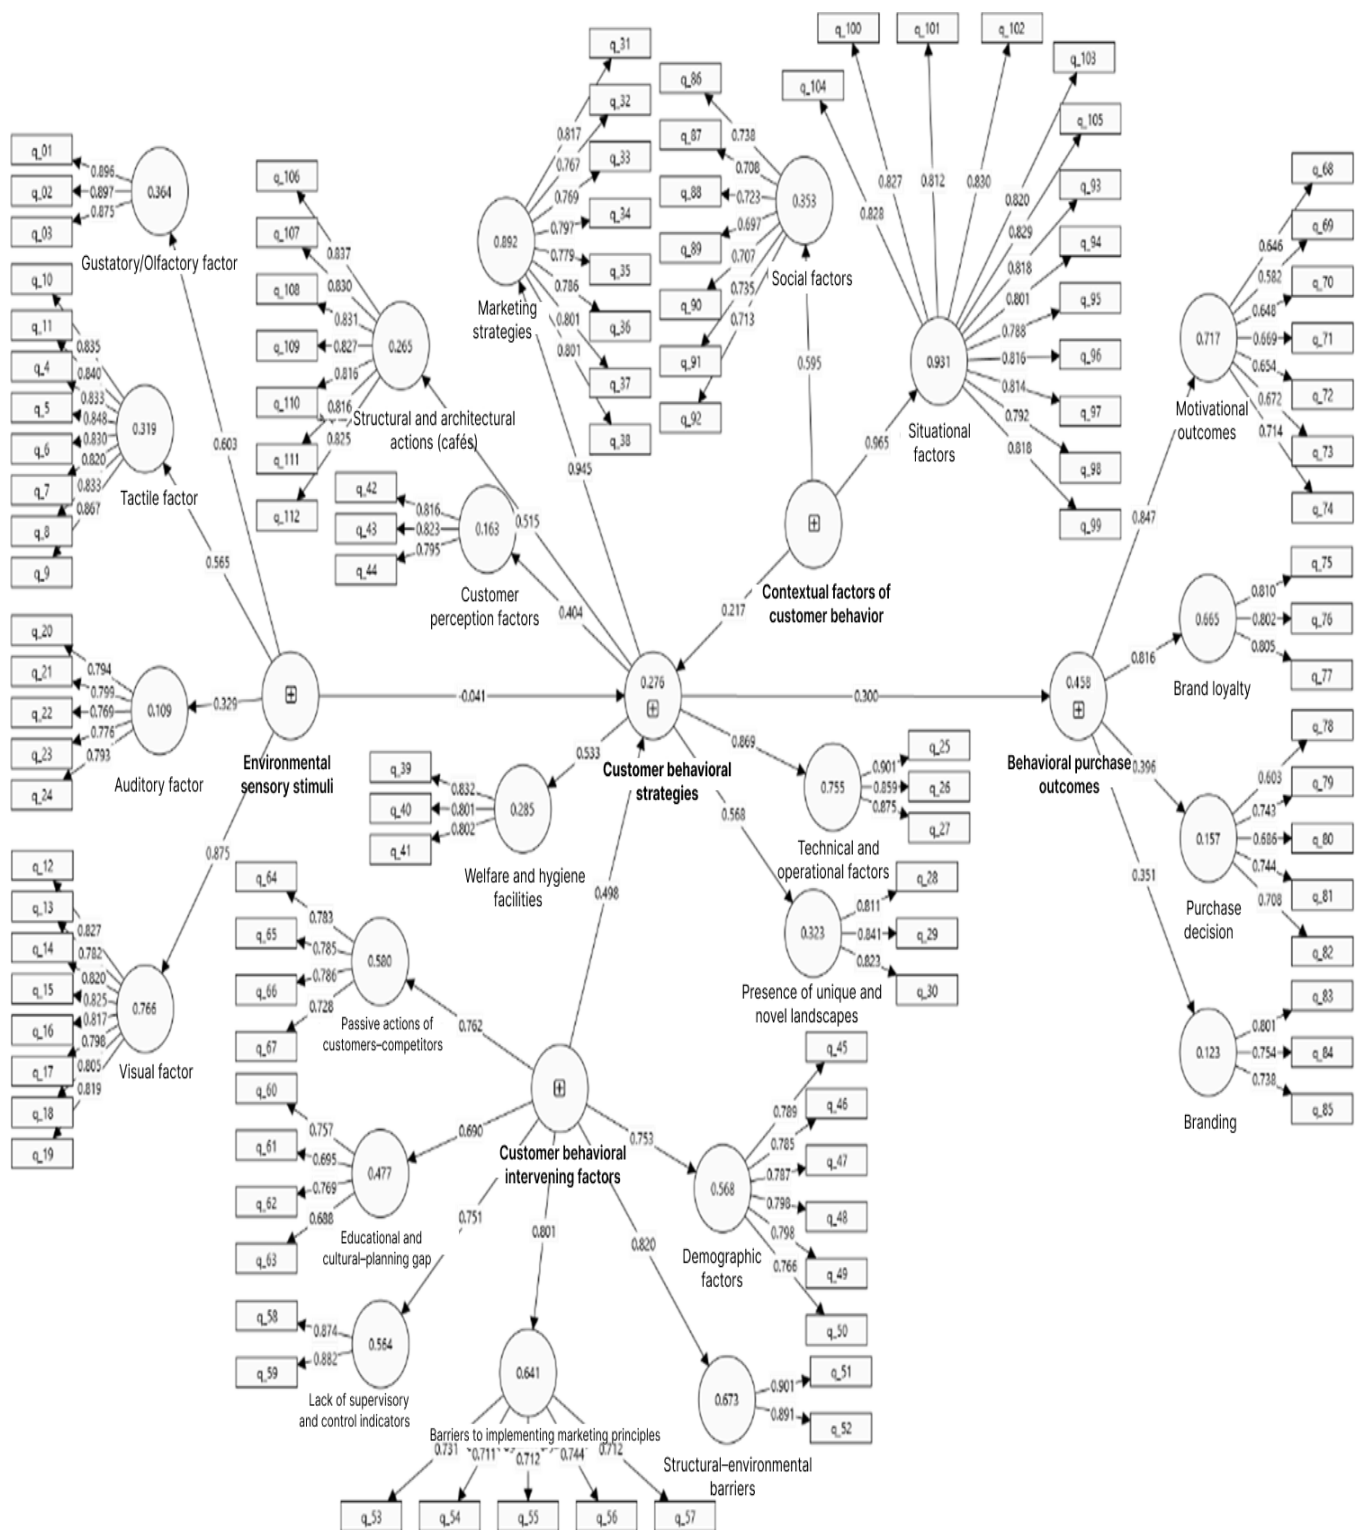 q_31
q_32
q_33
q_34
q_35
q_36
q_37
q_38
0.817
0.767
0.769
0.797
0.779
0.786
0.801
0.801
0.892
Marketing
strategies
0.945
q_86
q_87
q_88
q_89
q_90
q_91
q_92
0.738
0.708
0.723
0.697
0.707
0.735
0.713
0.353
Social factors
0.595
q_100
q_101
q_102
q_103
q_104
q_105
q_93
q_94
q_95
q_96
q_97
q_98
q_99
0.828
0.827
0.812
0.830
0.820
0.829
0.818
0.801
0.788
0.816
0.814
0.792
0.818
0.931
Situational
factors
0.965
Contextual factors of
customer behavior
0.217
q_01
q_02
q_03
0.896
0.897
0.875
0.364
Gustatory/Olfactory factor
0.603
q_10
q_11
q_4
q_5
q_6
q_7
q_8
q_9
0.835
0.840
0.833
0.848
0.830
0.820
0.833
0.867
0.319
Tactile factor
0.565
q_20
q_21
q_22
q_23
q_24
0.794
0.799
0.769
0.776
0.793
0.109
Auditory factor
0.329
Environmental
sensory stimuli
-0.041
q_12
q_13
q_14
q_15
q_16
q_17
q_18
q_19
0.827
0.782
0.820
0.825
0.817
0.798
0.805
0.819
0.766
Visual factor
0.875
q_106
q_107
q_108
q_109
q_110
q_111
q_112
0.837
0.830
0.831
0.827
0.816
0.816
0.825
0.265
Structural and architectural
actions (cafés)
0.515
q_42
q_43
q_44
0.816
0.823
0.795
0.163
Customer
perception factors
0.404
0.276
Customer behavioral
strategies
0.300
q_39
q_40
q_41
0.832
0.801
0.802
0.285
Welfare and hygiene
facilities
0.533
0.869
0.755
Technical and
operational factors
0.901
0.859
0.875
q_25
q_26
q_27
0.568
0.323
Presence of unique and
novel landscapes
0.811
0.841
0.823
q_28
q_29
q_30
0.498
0.458
Behavioral purchase
outcomes
0.847
0.717
Motivational
outcomes
0.646
0.582
0.648
0.669
0.654
0.672
0.714
q_68
q_69
q_70
q_71
q_72
q_73
q_74
0.816
0.665
Brand loyalty
0.810
0.802
0.805
q_75
q_76
q_77
0.396
0.157
Purchase
decision
0.603
0.743
0.686
0.744
0.708
q_78
q_79
q_80
q_81
q_82
0.351
0.123
Branding
0.801
0.754
0.738
q_83
q_84
q_85
Customer behavioral
intervening factors
q_64
q_65
q_66
q_67
0.783
0.785
0.786
0.728
0.580
Passive actions of
customers–competitors
0.762
q_60
q_61
q_62
q_63
0.757
0.695
0.769
0.688
0.477
Educational and
cultural–planning gap
0.690
q_58
q_59
0.874
0.882
0.564
Lack of supervisory
and control indicators
0.751
0.801
0.641
Barriers to implementing marketing principles
0.731
0.711
0.712
0.744
0.712
q_53
q_54
q_55
q_56
q_57
0.820
0.673
Structural–environmental
barriers
0.901
0.891
q_51
q_52
0.753
0.568
Demographic
factors
0.789
0.785
0.787
0.798
0.798
0.766
q_45
q_46
q_47
q_48
q_49
q_50